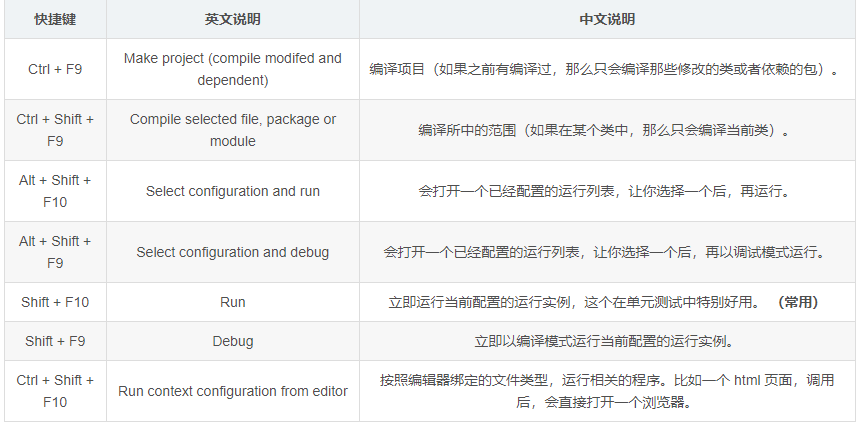 快捷键 英文说明 中文说明
Ctrl + F9 Make project (compile modifed and dependent) 编译项目（如果之前有编译过，那么只会编译那些修改的类或者依赖的包）。
Ctrl + Shift + F9 Compile selected file, package or module 编译所中的范围（如果在某个类中，那么只会编译当前类）。
Alt + Shift + F10 Select configuration and run 会打开一个已经配置的运行列表，让你选择一个后，再运行。
Alt + Shift + F9 Select configuration and debug 会打开一个已经配置的运行列表，让你选择一个后，再以调试模式运行。
Shift + F10 Run 立即运行当前配置的运行实例，这个在单元测试中特别好用。 （常用）
Shift + F9 Debug 立即以编译模式运行当前配置的运行实例。
Ctrl + Shift + F10 Run context configuration from editor 按照编辑器绑定的文件类型，运行相关的程序。比如一个 html 页面，调用后，会直接打开一个浏览器。